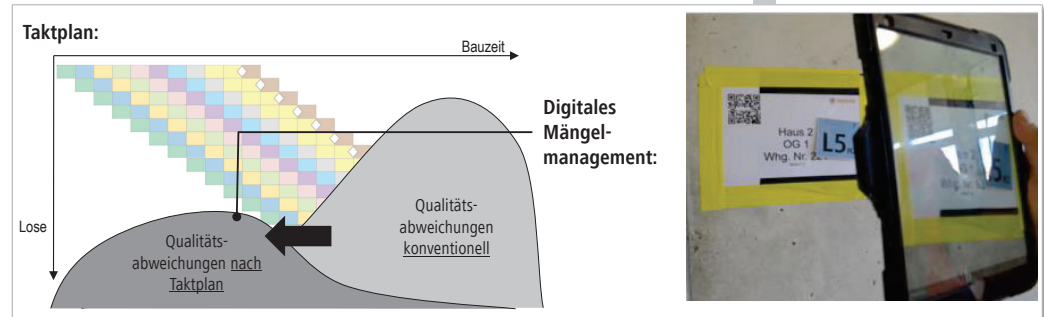 Taktplan:
Bauzeit
Digitales
Mängel-
management:
Lose
Qualitäts-
abweichungen nach
Taktplan
Qualitäts-
abweichungen
konventionell
Haus 2
OG 1
Whg. Nr.
L5